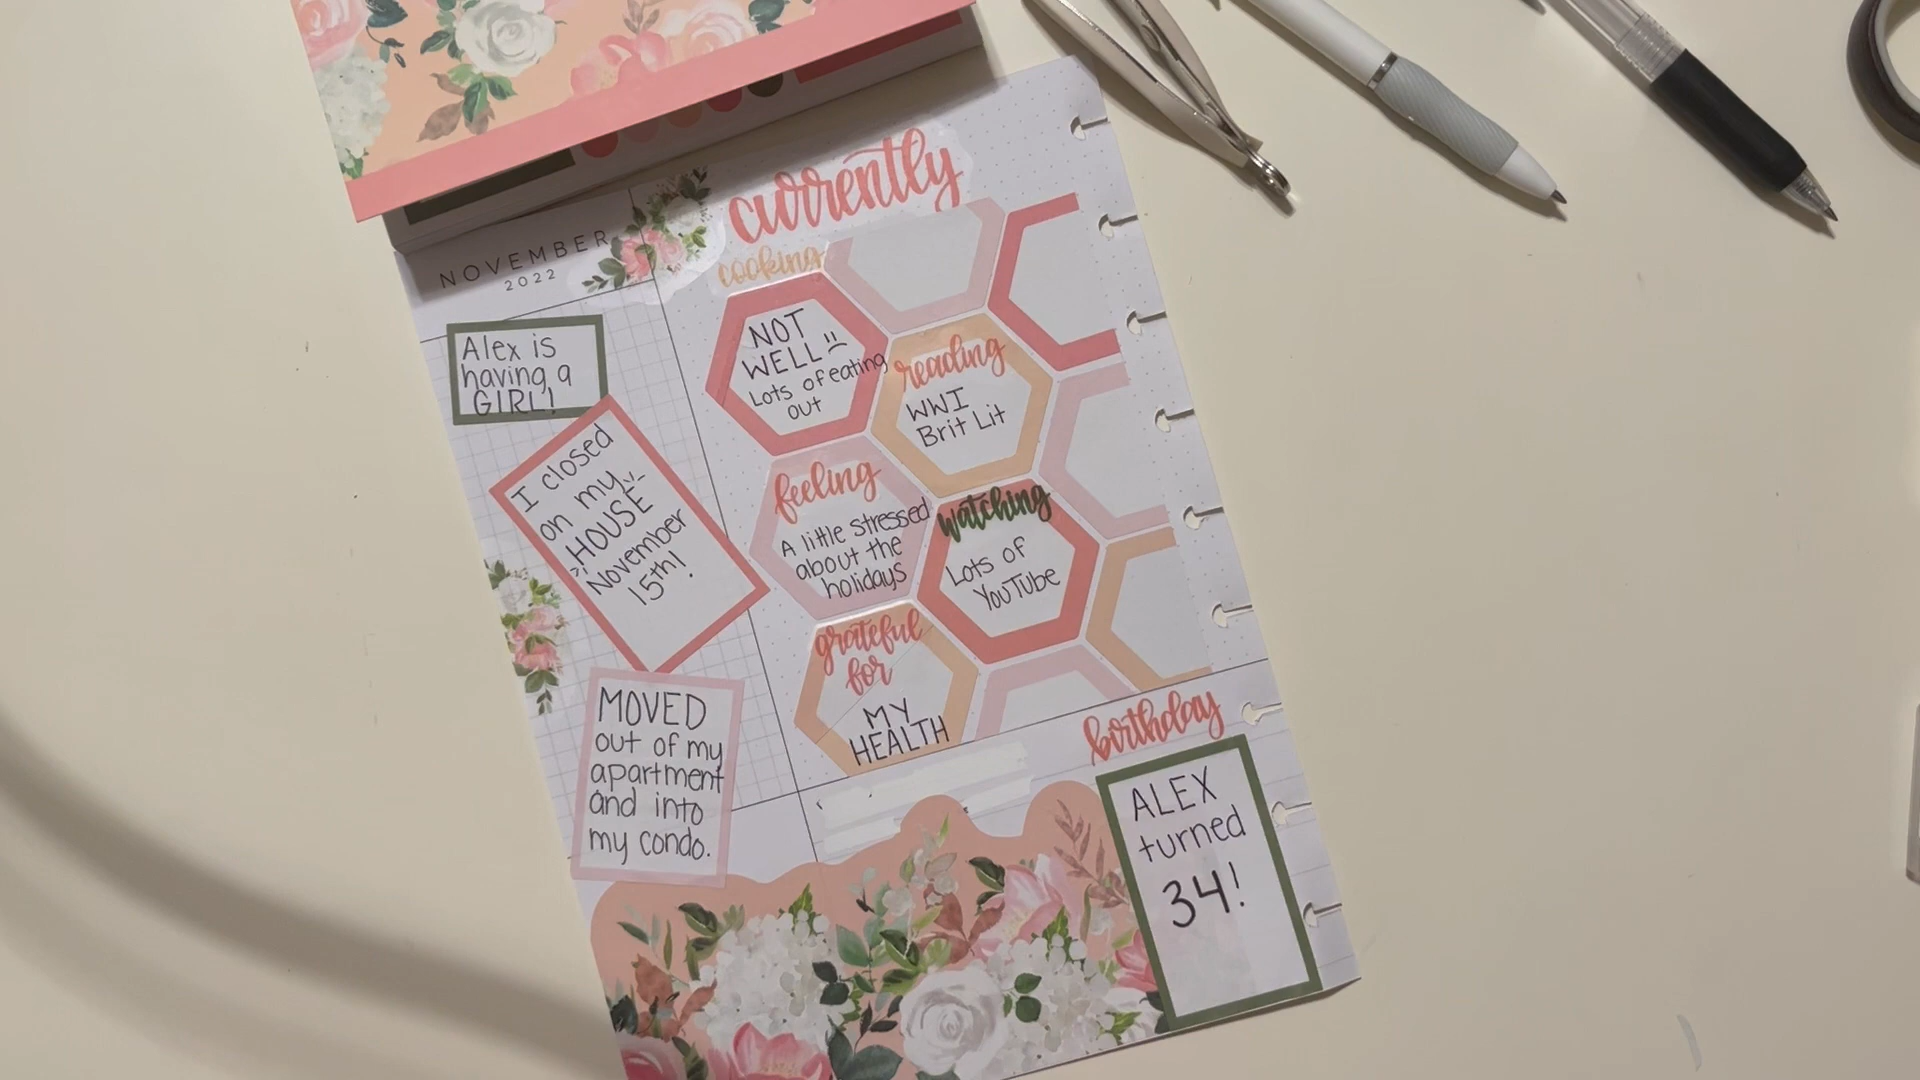 NOVEMBER
2022
currently
Alex is
having a
GIRL!
I closed
on my
HOUSE
November
15th!
MOVED
out of my
apartment
and into
my condo.
cooking
NOT
WELL
Lots of eating
out
reading
WWI
Brit Lit
feeling
A little stressed
about the
holidays
watching
Lots of
YouTube
grateful
for
MY
HEALTH
birthday
ALEX
turned
34!